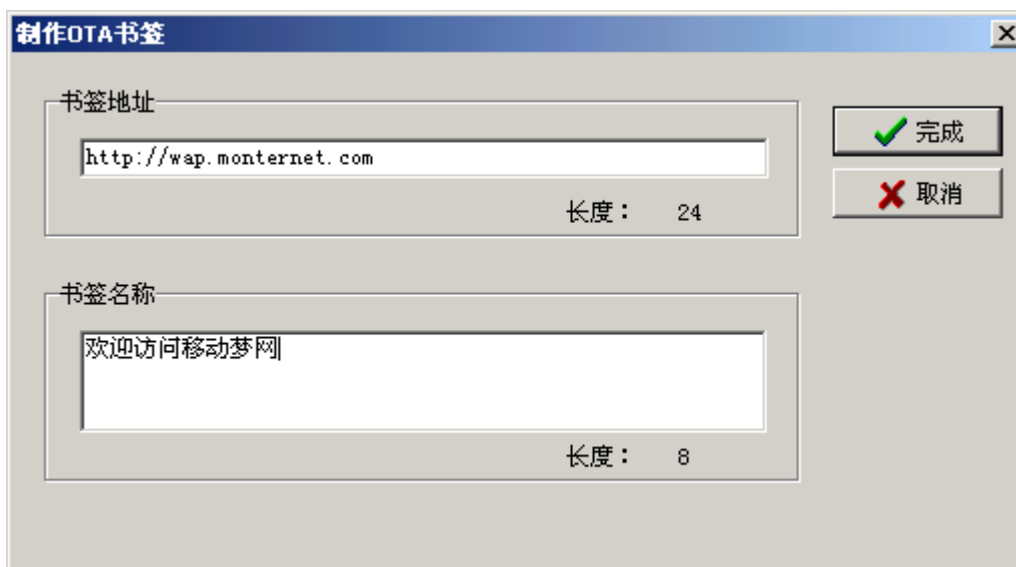 制作OTA书签
书签地址
http://wap.monternet.com
长度： 24
完成
取消
书签名称
欢迎访问移动梦网
长度： 8